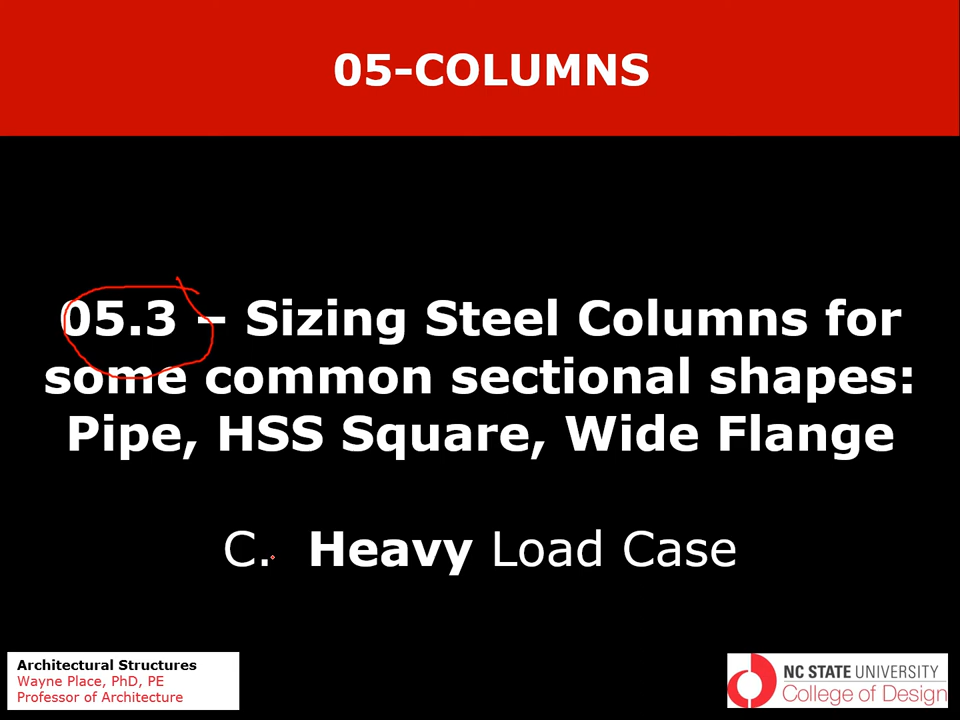 05-COLUMNS
05.3 – Sizing Steel Columns for
some common sectional shapes:
Pipe, HSS Square, Wide Flange
C. Heavy Load Case
Architectural Structures
Wayne Place, PhD, PE
Professor of Architecture
NC STATE UNIVERSITY
College of Design